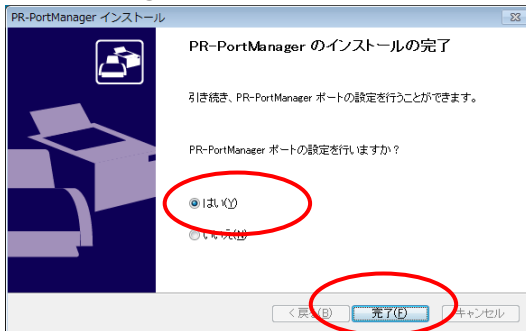 PR-PortManager インストール
PR-PortManager のインストールの完了
引き続き、PR-PortManager ポートの設定を行うことができます。
PR-PortManager ポートの設定を行いますか?
はい(Y)
いいえ(N)
< 戻る(B) 完了(F) キャンセル